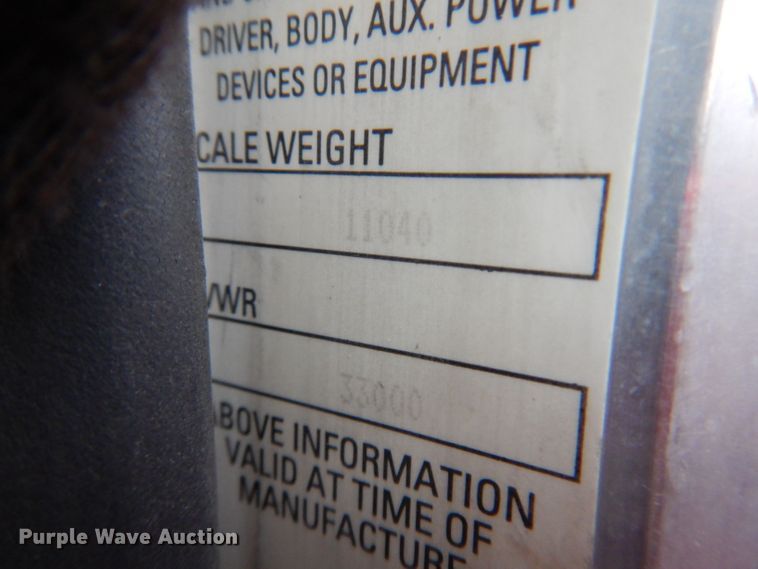 DRIVER, BODY, AUX. POWER
DEVICES OR EQUIPMENT
CALE WEIGHT
11040
VWR
33000
ABOVE INFORMATION
VALID AT TIME OF
MANUFACTURE
Purple Wave Auction